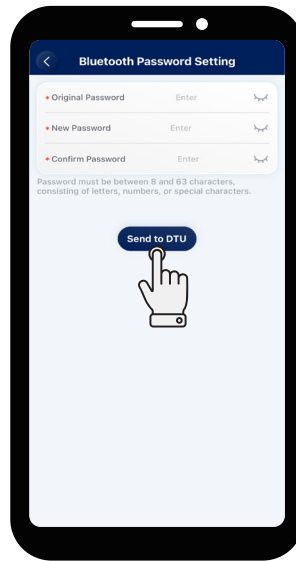 Bluetooth Password Setting
* Original Password Enter
* New Password Enter
* Confirm Password Enter
Password must be between 8 and 63 characters,
consisting of letters, numbers, or special characters.
Send to DTU